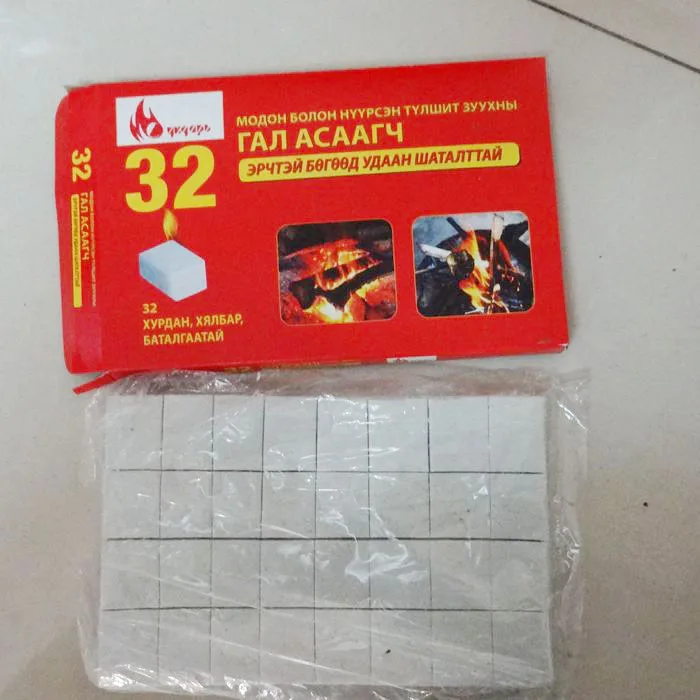 МОДОН БОЛОН НҮҮРСЭН ТҮЛШИТ ЗУУХНЫ
ГАЛ АСААГЧ
ЭРЧТЭЙ БӨГӨӨД УДААН ШАТАЛТТАЙ
32
32
ХУРДАН, ХЯЛБАР,
БАТАЛГААТАЙ
32
ГАЛ АСААГЧ